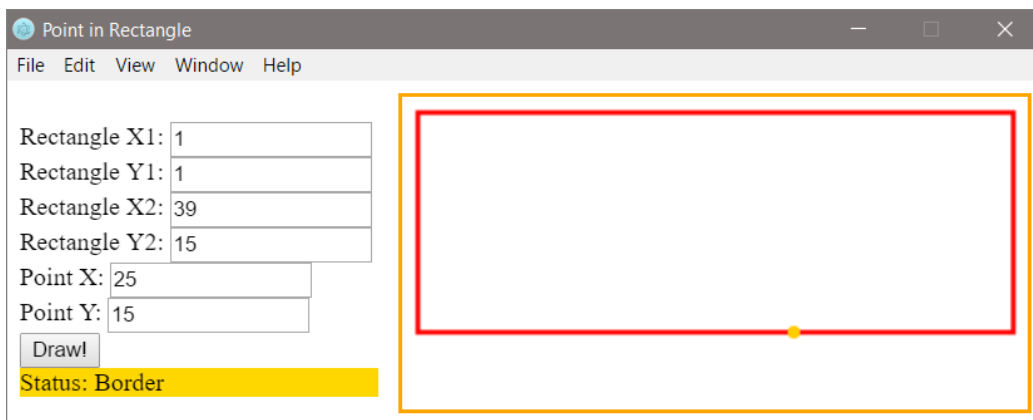 Point in Rectangle
File Edit View Window Help
Rectangle X1: 1
Rectangle Y1: 1
Rectangle X2: 39
Rectangle Y2: 15
Point X: 25
Point Y: 15
Draw!
Status: Border